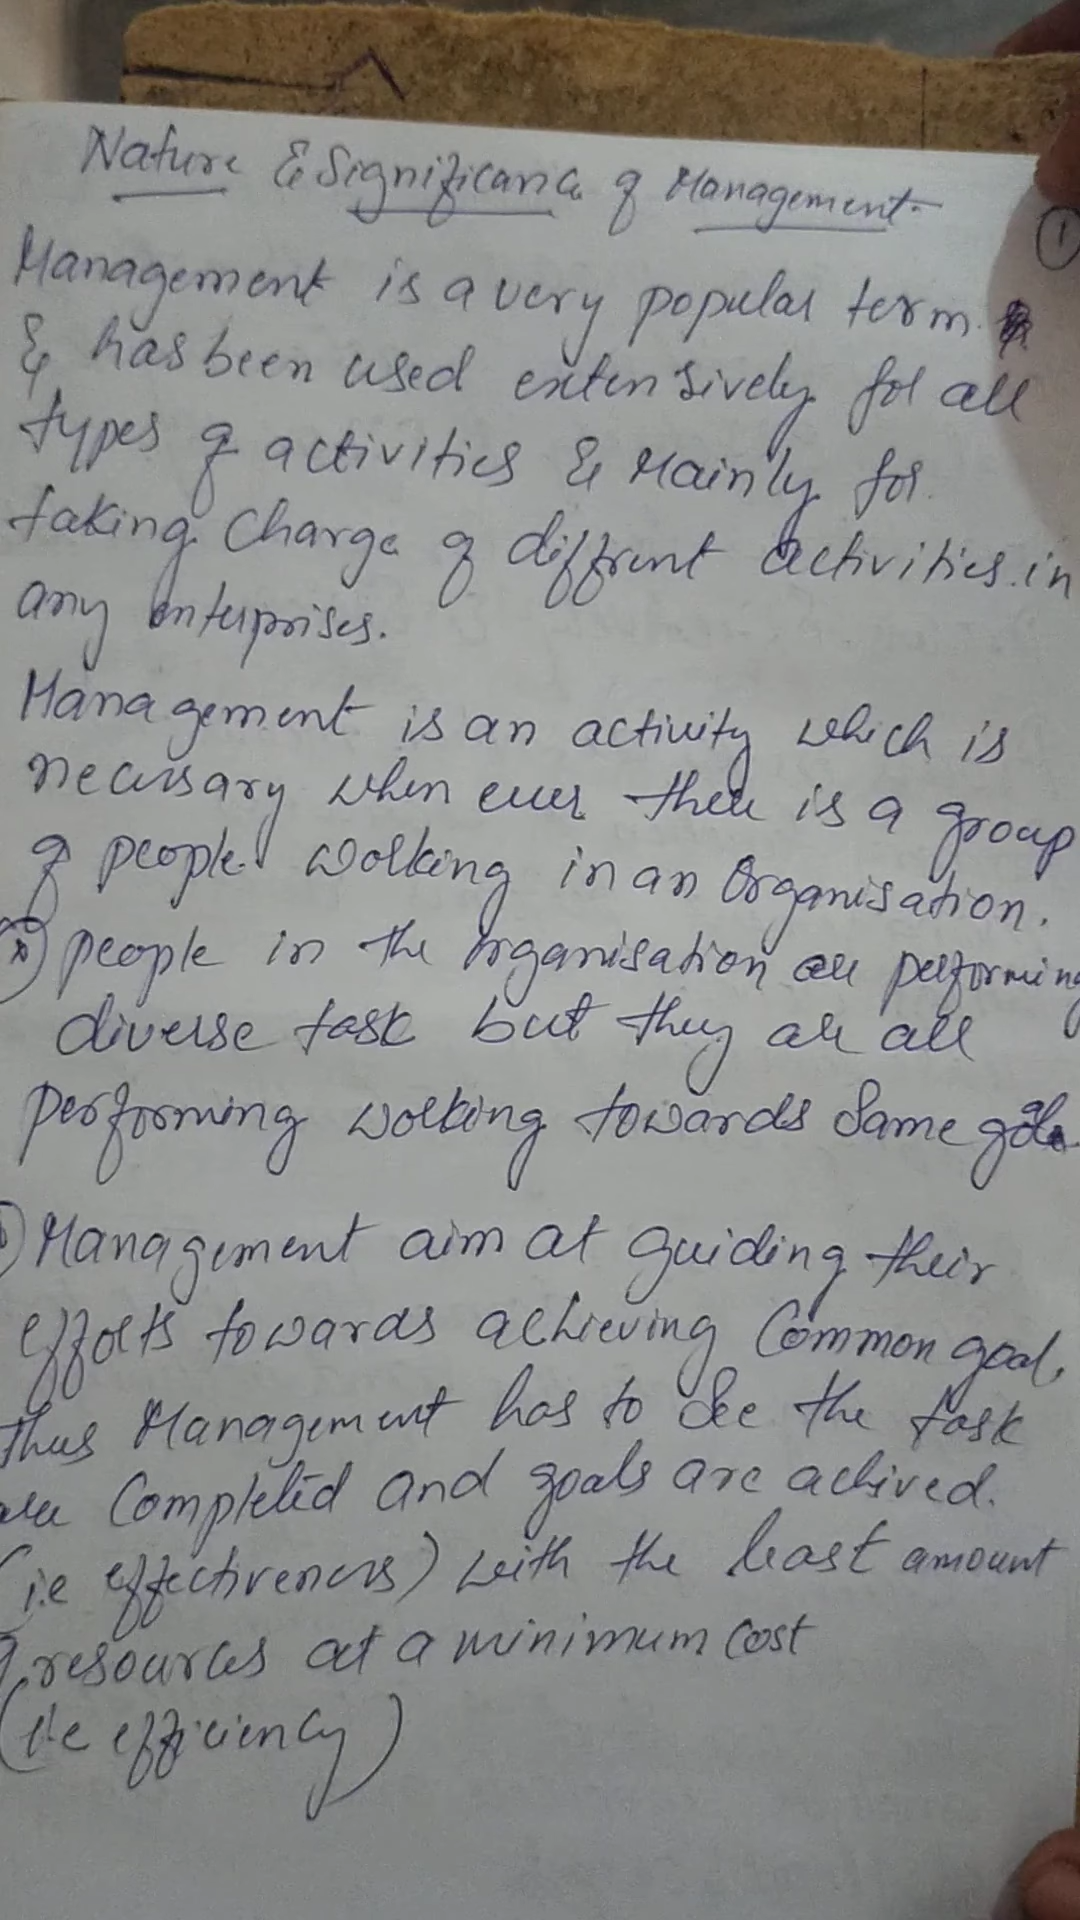 Nature & Significance of Management.
1
Management is a very popular term.
& has been used extensively for all
types of activities & Mainly for
taking Charge of diffrent activities in
any enterprises.
Management is an activity which is
necessary when ever there is a group
of people working in an Organisation.
people in the organisation are performing
diverse task but they are all
performing working towards Same goal
Management aim at guiding their
efforts towards achieving Common goal,
thus Management has to see the task
are Completed and goals are achived.
(i.e effectiveness) with the least amount
resources at a minimum cost
(i.e efficiency)